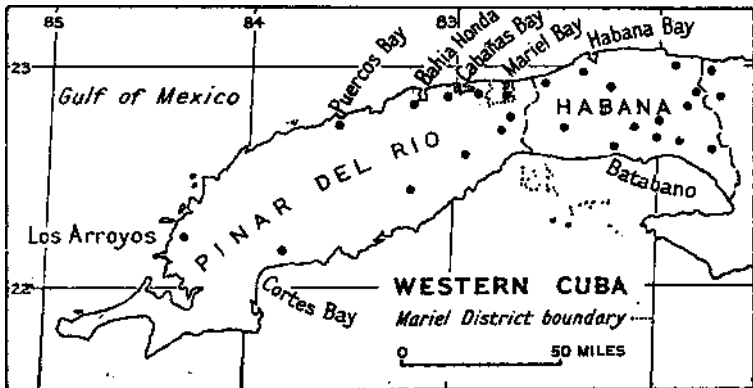 85
84
83
23
Puercos Bay
Bahia Honda
Cabañas Bay
Mariel Bay
Habana Bay
Gulf of Mexico
HABANA
PINAR DEL RIO
Batabano
Los Arroyos
22
Cortes Bay
WESTERN CUBA
Mariel District boundary
0 50 MILES